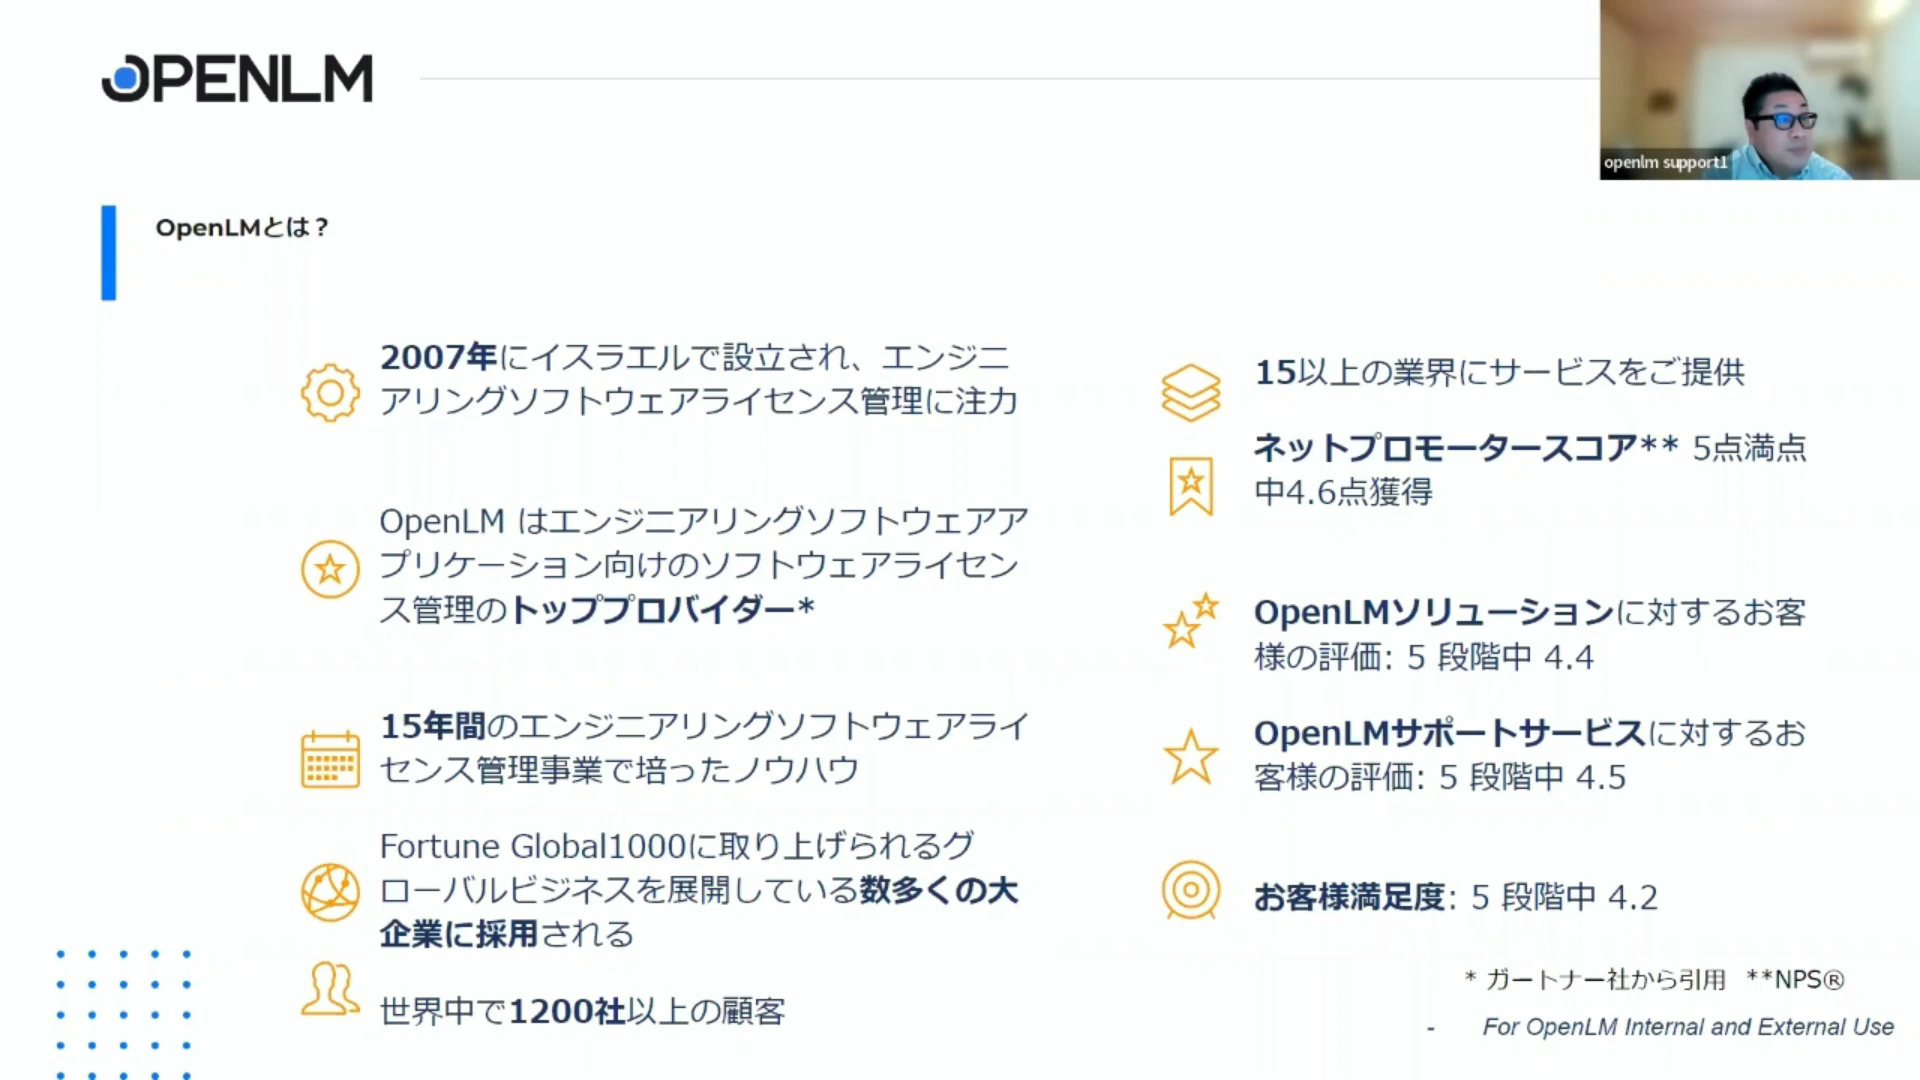 OPENLM
openlm support1
OpenLMとは？
2007年にイスラエルで設立され、エンジニ
アリングソフトウェアライセンス管理に注力
OpenLM はエンジニアリングソフトウェアア
プリケーション向けのソフトウェアライセン
ス管理のトッププロバイダー*
15年間のエンジニアリングソフトウェアライ
センス管理事業で培ったノウハウ
Fortune Global1000に取り上げられるグ
ローバルビジネスを展開している数多くの大
企業に採用される
世界中で1200社以上の顧客
15以上の業界にサービスをご提供
ネットプロモータースコア** 5点満点
中4.6点獲得
OpenLMソリューションに対するお客
様の評価: 5 段階中 4.4
OpenLMサポートサービスに対するお
客様の評価: 5 段階中 4.5
お客様満足度: 5 段階中 4.2
* ガートナー社から引用 **NPS®
- For OpenLM Internal and External Use